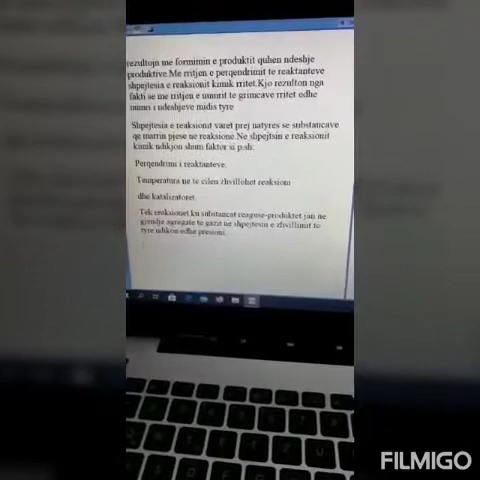 rezultojn me formimin e produktit quhen ndeshje
produktive.Me rritjen e perqendrimit te reaktanteve
shpejtesia e reaksionit kimik rritet.Kjo rezulton nga
fakti se me rritjen e numrit te grimcave rritet edhe
numri i ndeshjeve midis tyre
Shpejtesia e reaksionit varet prej natyres se substancave
qe marrin pjese ne reaksione.Ne shpejtsin e reaksionit
kimik ndikjon shum faktor si p.sh:
Perqendrimi i reaktanteve.
Temperatura ne te cilen zhvillohet reaksioni
dhe katalizatoret
Tek reaksionet ku substancat reaguse-produktet jan ne
gjendje agregate te gazit ne shpejtesin e zhvillimit te
tyre ndikon edhe presioni.
FILMIGO